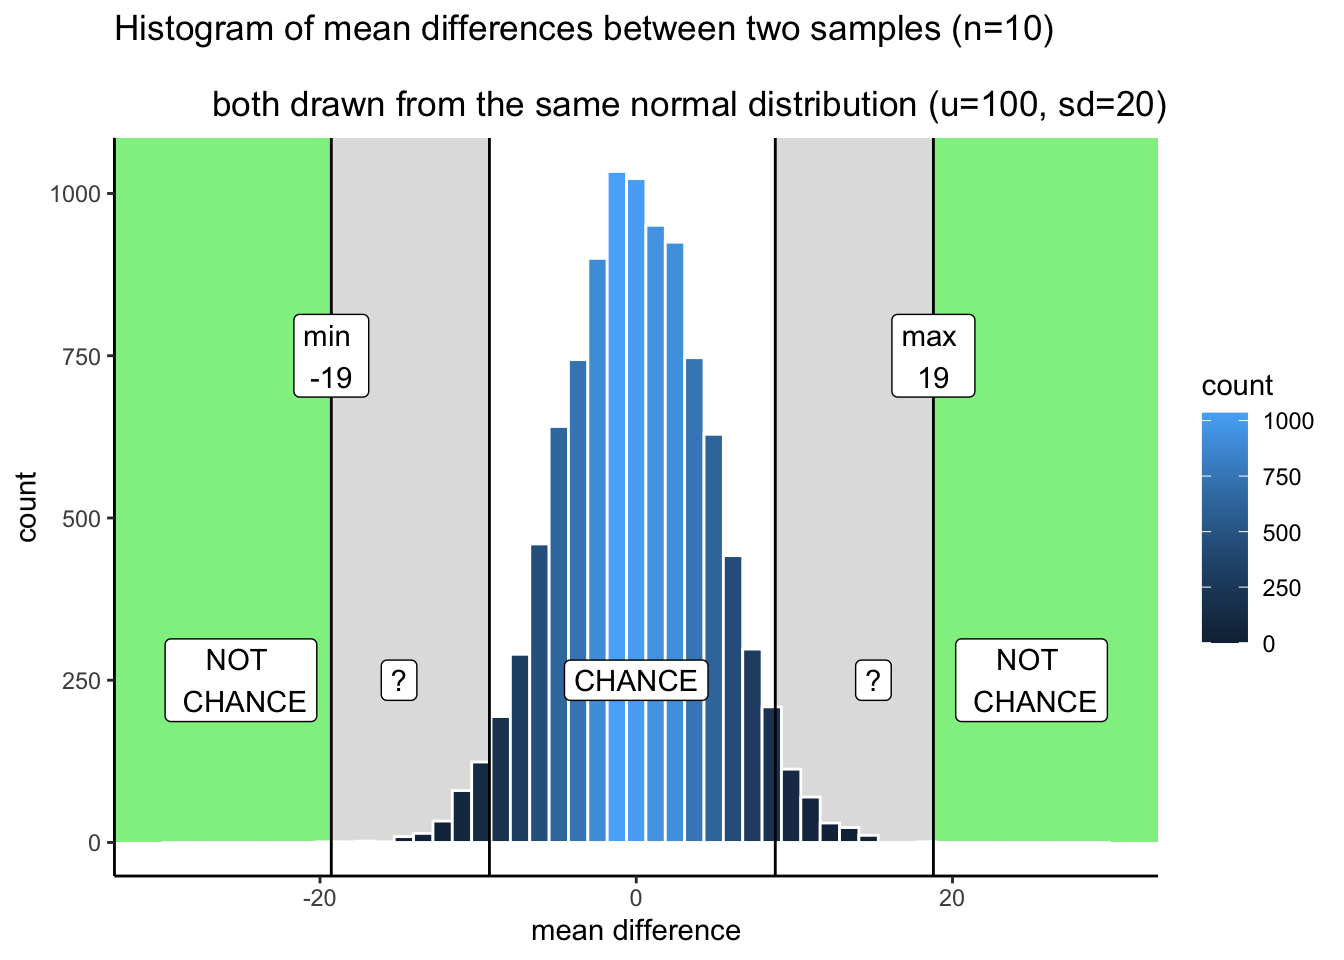 Histogram of mean differences between two samples (n=10)
both drawn from the same normal distribution (u=100, sd=20)
1000
750
500
250
0
count
min
-19
max
19
NOT
CHANCE
?
CHANCE
?
NOT
CHANCE
-20
0
20
mean difference
count
1000
750
500
250
0